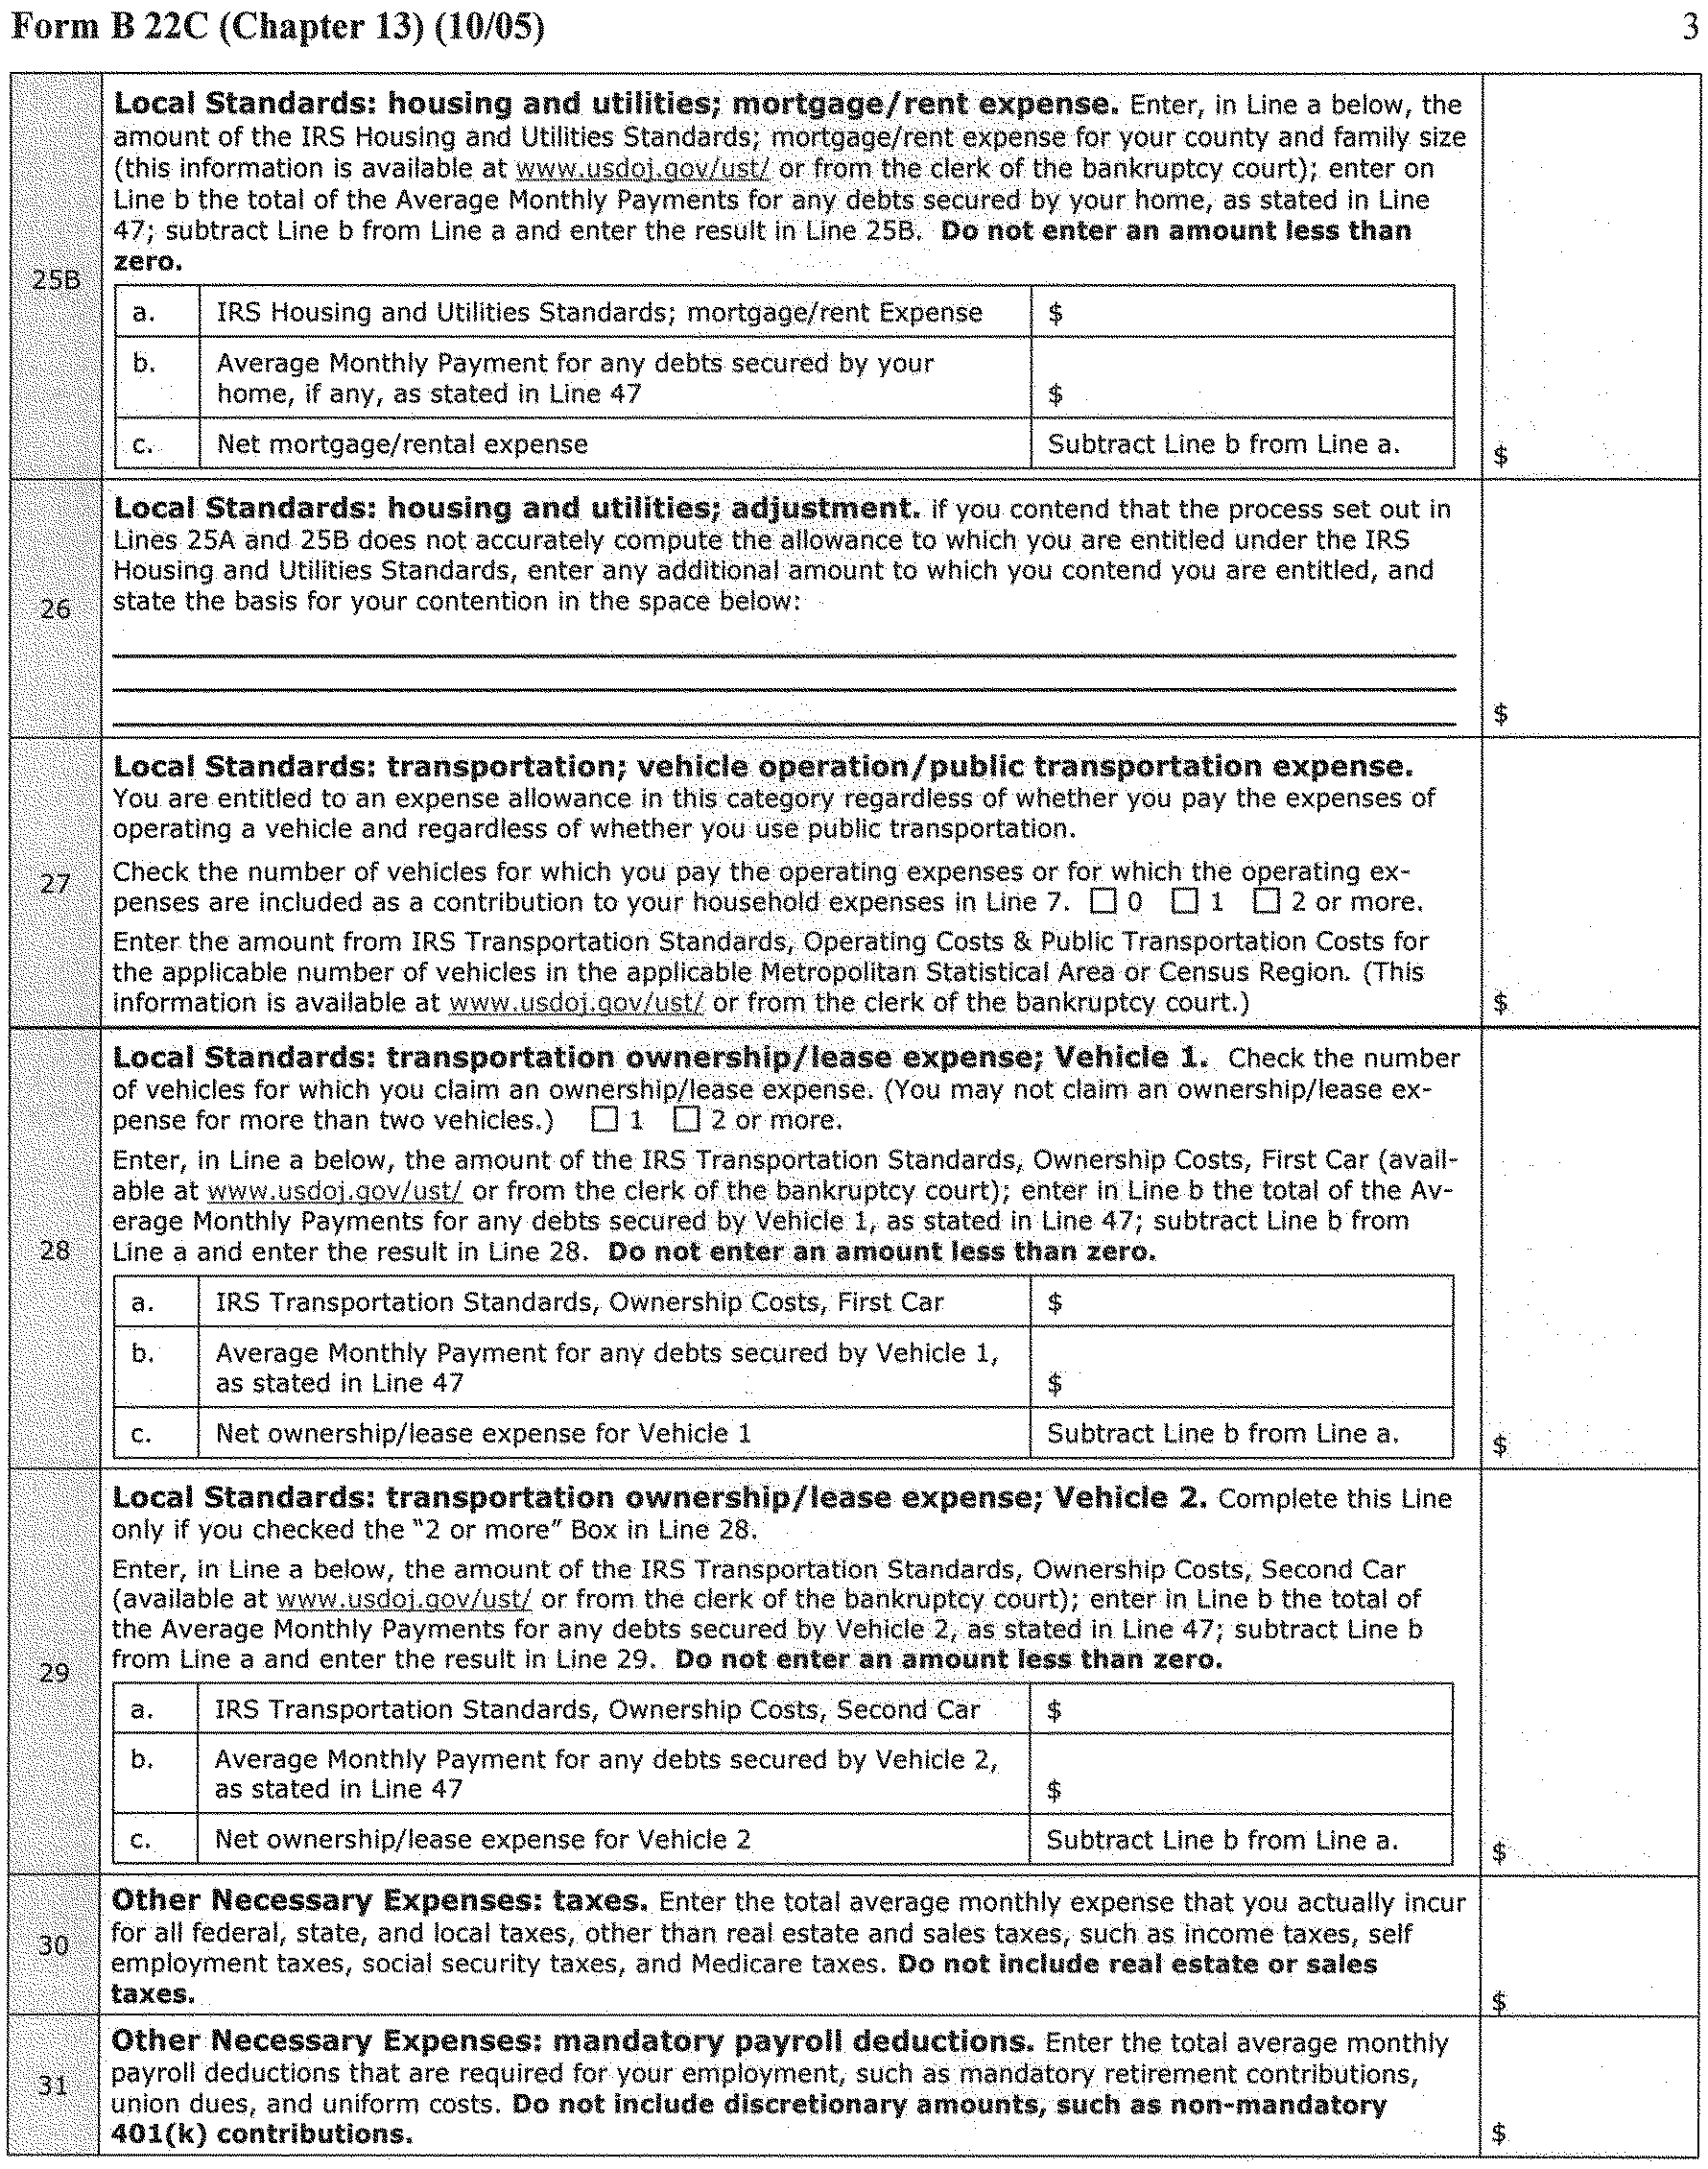 Form B 22C (Chapter 13) (10/05) 3
25B
Local Standards: housing and utilities; mortgage/rent expense. Enter, in Line a below, the
amount of the IRS Housing and Utilities Standards; mortgage/rent expense for your county and family size
(this information is available at www.usdoj.gov/ust/ or from the clerk of the bankruptcy court); enter on
Line b the total of the Average Monthly Payments for any debts secured by your home, as stated in Line
47; subtract Line b from Line a and enter the result in Line 25B. Do not enter an amount less than
zero.
a. IRS Housing and Utilities Standards; mortgage/rent Expense $
b. Average Monthly Payment for any debts secured by your
home, if any, as stated in Line 47 $
c. Net mortgage/rental expense Subtract Line b from Line a.
$
26
Local Standards: housing and utilities; adjustment. if you contend that the process set out in
Lines 25A and 25B does not accurately compute the allowance to which you are entitled under the IRS
Housing and Utilities Standards, enter any additional amount to which you contend you are entitled, and
state the basis for your contention in the space below:
$
27
Local Standards: transportation; vehicle operation/public transportation expense.
You are entitled to an expense allowance in this category regardless of whether you pay the expenses of
operating a vehicle and regardless of whether you use public transportation.
Check the number of vehicles for which you pay the operating expenses or for which the operating ex-
penses are included as a contribution to your household expenses in Line 7. ☐ 0 ☐ 1 ☐ 2 or more.
Enter the amount from IRS Transportation Standards, Operating Costs & Public Transportation Costs for
the applicable number of vehicles in the applicable Metropolitan Statistical Area or Census Region. (This
information is available at www.usdoj.gov/ust/ or from the clerk of the bankruptcy court.)
$
28
Local Standards: transportation ownership/lease expense; Vehicle 1. Check the number
of vehicles for which you claim an ownership/lease expense. (You may not claim an ownership/lease ex-
pense for more than two vehicles.) ☐ 1 ☐ 2 or more.
Enter, in Line a below, the amount of the IRS Transportation Standards, Ownership Costs, First Car (avail-
able at www.usdoj.gov/ust/ or from the clerk of the bankruptcy court); enter in Line b the total of the Av-
erage Monthly Payments for any debts secured by Vehicle 1, as stated in Line 47; subtract Line b from
Line a and enter the result in Line 28. Do not enter an amount less than zero.
a. IRS Transportation Standards, Ownership Costs, First Car $
b. Average Monthly Payment for any debts secured by Vehicle 1,
as stated in Line 47 $
c. Net ownership/lease expense for Vehicle 1 Subtract Line b from Line a.
$
29
Local Standards: transportation ownership/lease expense; Vehicle 2. Complete this Line
only if you checked the "2 or more" Box in Line 28.
Enter, in Line a below, the amount of the IRS Transportation Standards, Ownership Costs, Second Car
(available at www.usdoj.gov/ust/ or from the clerk of the bankruptcy court); enter in Line b the total of
the Average Monthly Payments for any debts secured by Vehicle 2, as stated in Line 47; subtract Line b
from Line a and enter the result in Line 29. Do not enter an amount less than zero.
a. IRS Transportation Standards, Ownership Costs, Second Car $
b. Average Monthly Payment for any debts secured by Vehicle 2,
as stated in Line 47 $
c. Net ownership/lease expense for Vehicle 2 Subtract Line b from Line a.
$
30
Other Necessary Expenses: taxes. Enter the total average monthly expense that you actually incur
for all federal, state, and local taxes, other than real estate and sales taxes, such as income taxes, self
employment taxes, social security taxes, and Medicare taxes. Do not include real estate or sales
taxes.
$
31
Other Necessary Expenses: mandatory payroll deductions. Enter the total average monthly
payroll deductions that are required for your employment, such as mandatory retirement contributions,
union dues, and uniform costs. Do not include discretionary amounts, such as non-mandatory
401(k) contributions.
$